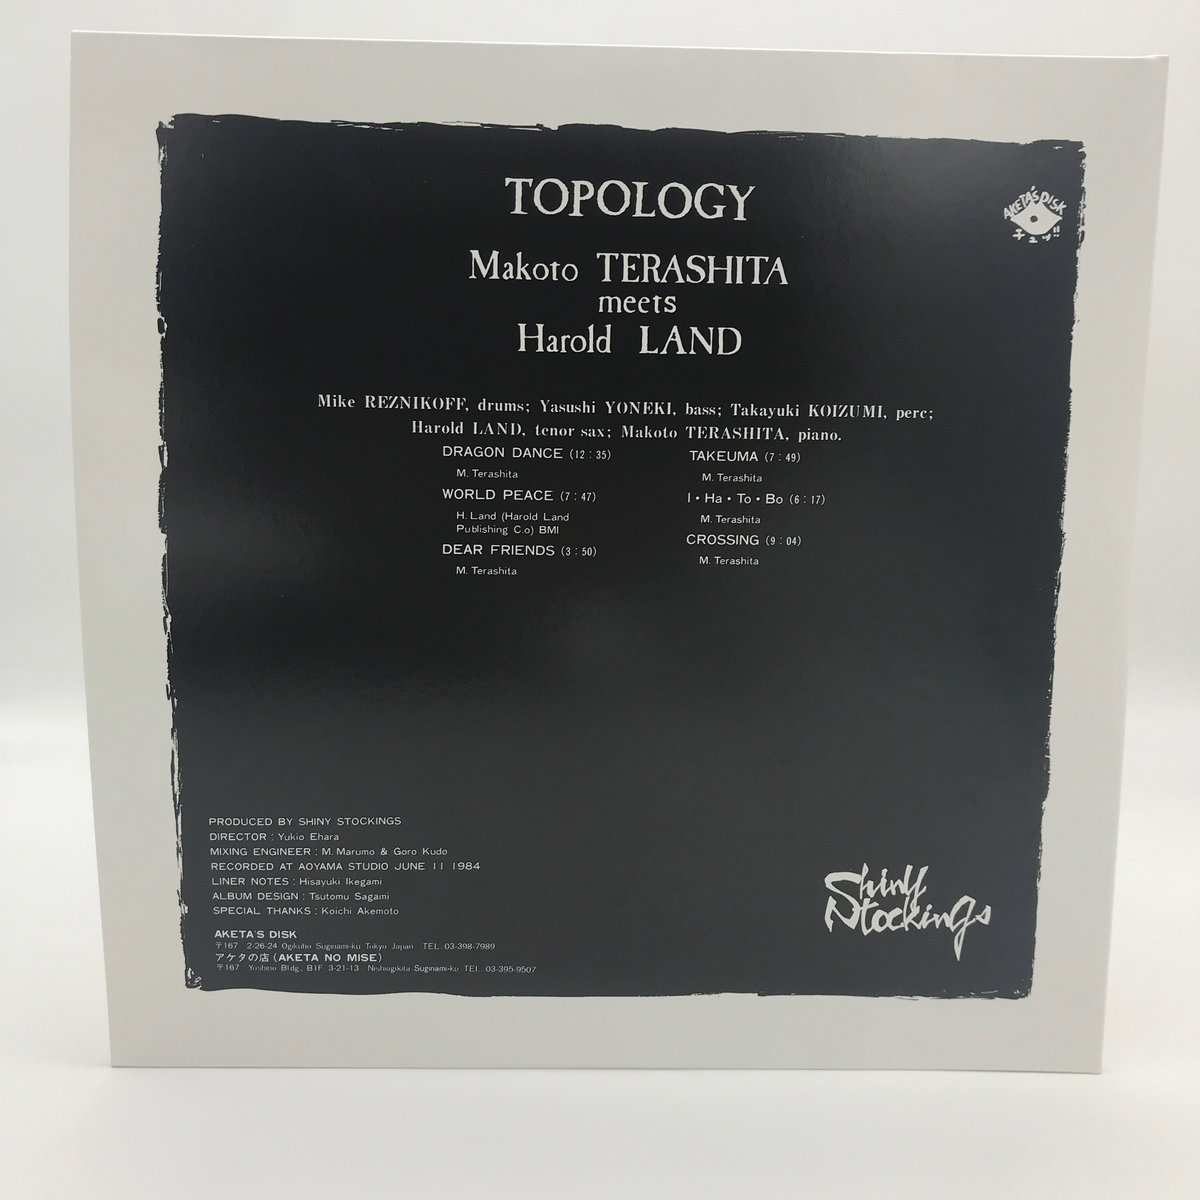 TOPOLOGY
AKETA'S DISK
チュッ!!
Makoto TERASHITA
meets
Harold LAND
Mike REZNIKOFF, drums; Yasushi YONEKI, bass; Takayuki KOIZUMI, perc;
Harold LAND, tenor sax; Makoto TERASHITA, piano.
DRAGON DANCE (12:35)
M. Terashita
WORLD PEACE (7:47)
H. Land (Harold Land
Publishing C.o) BMI
DEAR FRIENDS (3:50)
M. Terashita
TAKEUMA (7:49)
M. Terashita
I・Ha・To・Bo (6:17)
M. Terashita
CROSSING (9:04)
M. Terashita
PRODUCED BY SHINY STOCKINGS
DIRECTOR : Yukio Ehara
MIXING ENGINEER : M. Marumo & Goro Kudo
RECORDED AT AOYAMA STUDIO JUNE 11 1984
LINER NOTES : Hisayuki Ikegami
ALBUM DESIGN : Tsutomu Sagami
SPECIAL THANKS : Koichi Akemoto
AKETA'S DISK
〒167 2-26-24 Ogikubo Suginami-ku Tokyo Japan TEL. 03-398-7989
アケタの店 (AKETA NO MISE)
〒167 Yoshino Bldg, B1F 3-21-13 Nishiogikita Suginami-ku TEL. 03-395-9507
Shiny
Stockings